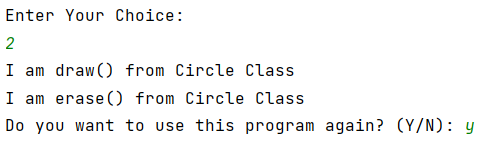 Enter Your Choice:
2
I am draw() from Circle Class
I am erase() from Circle Class
Do you want to use this program again? (Y/N): y